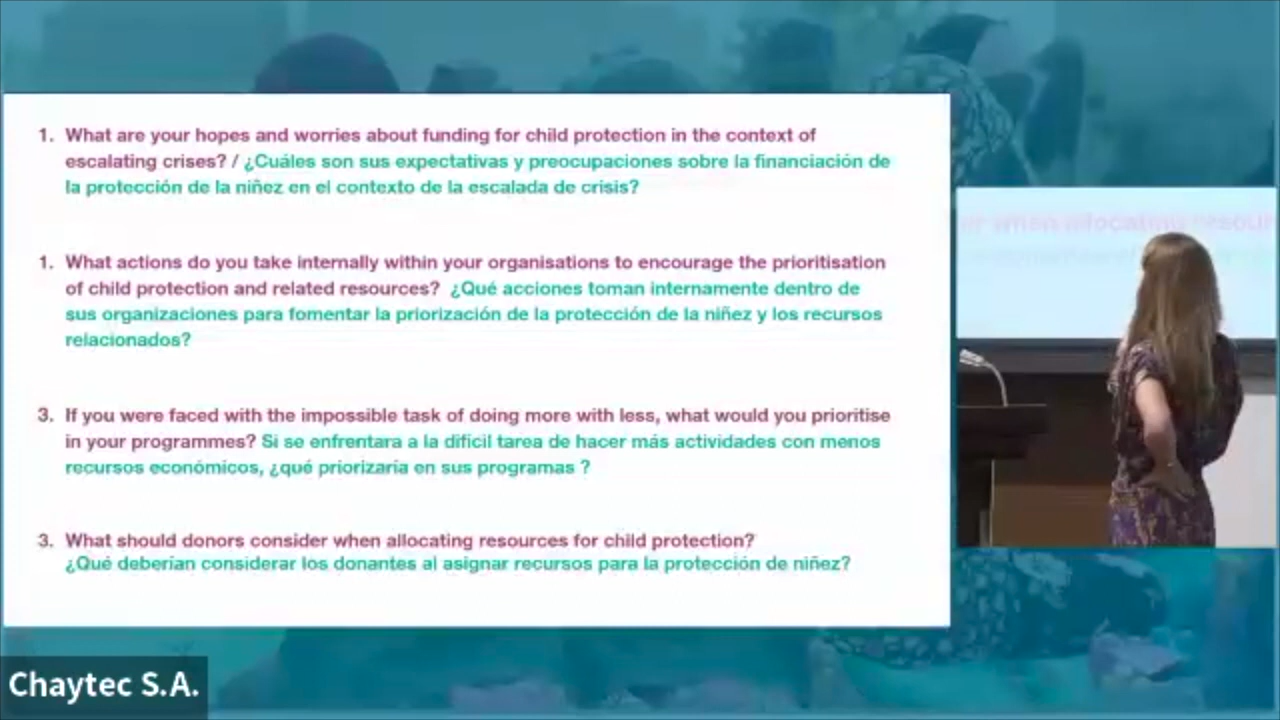 1. What are your hopes and worries about funding for child protection in the context of
escalating crises? / ¿Cuáles son sus expectativas y preocupaciones sobre la financiación de
la protección de la niñez en el contexto de la escalada de crisis?
1. What actions do you take internally within your organisations to encourage the prioritisation
of child protection and related resources? ¿Qué acciones toman internamente dentro de
sus organizaciones para fomentar la priorización de la protección de la niñez y los recursos
relacionados?
3. If you were faced with the impossible task of doing more with less, what would you prioritise
in your programmes? Si se enfrentara a la difícil tarea de hacer más actividades con menos
recursos económicos, ¿qué priorizaría en sus programas ?
3. What should donors consider when allocating resources for child protection?
¿Qué deberían considerar los donantes al asignar recursos para la protección de niñez?
when allocating resour
Chaytec S.A.